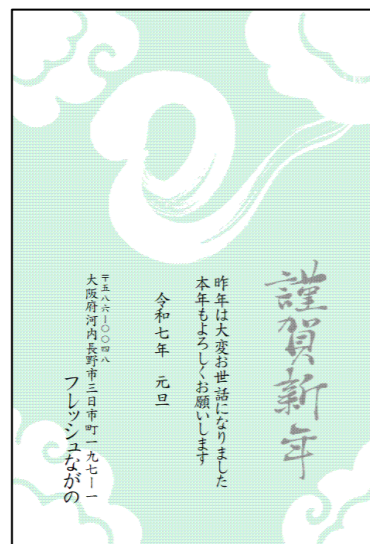 謹賀新年
昨年は大変お世話になりました
本年もよろしくお願いします
令和七年　元旦
〒五八六―〇〇四八
大阪府河内長野市三日市町一九七―一
フレッシュながの